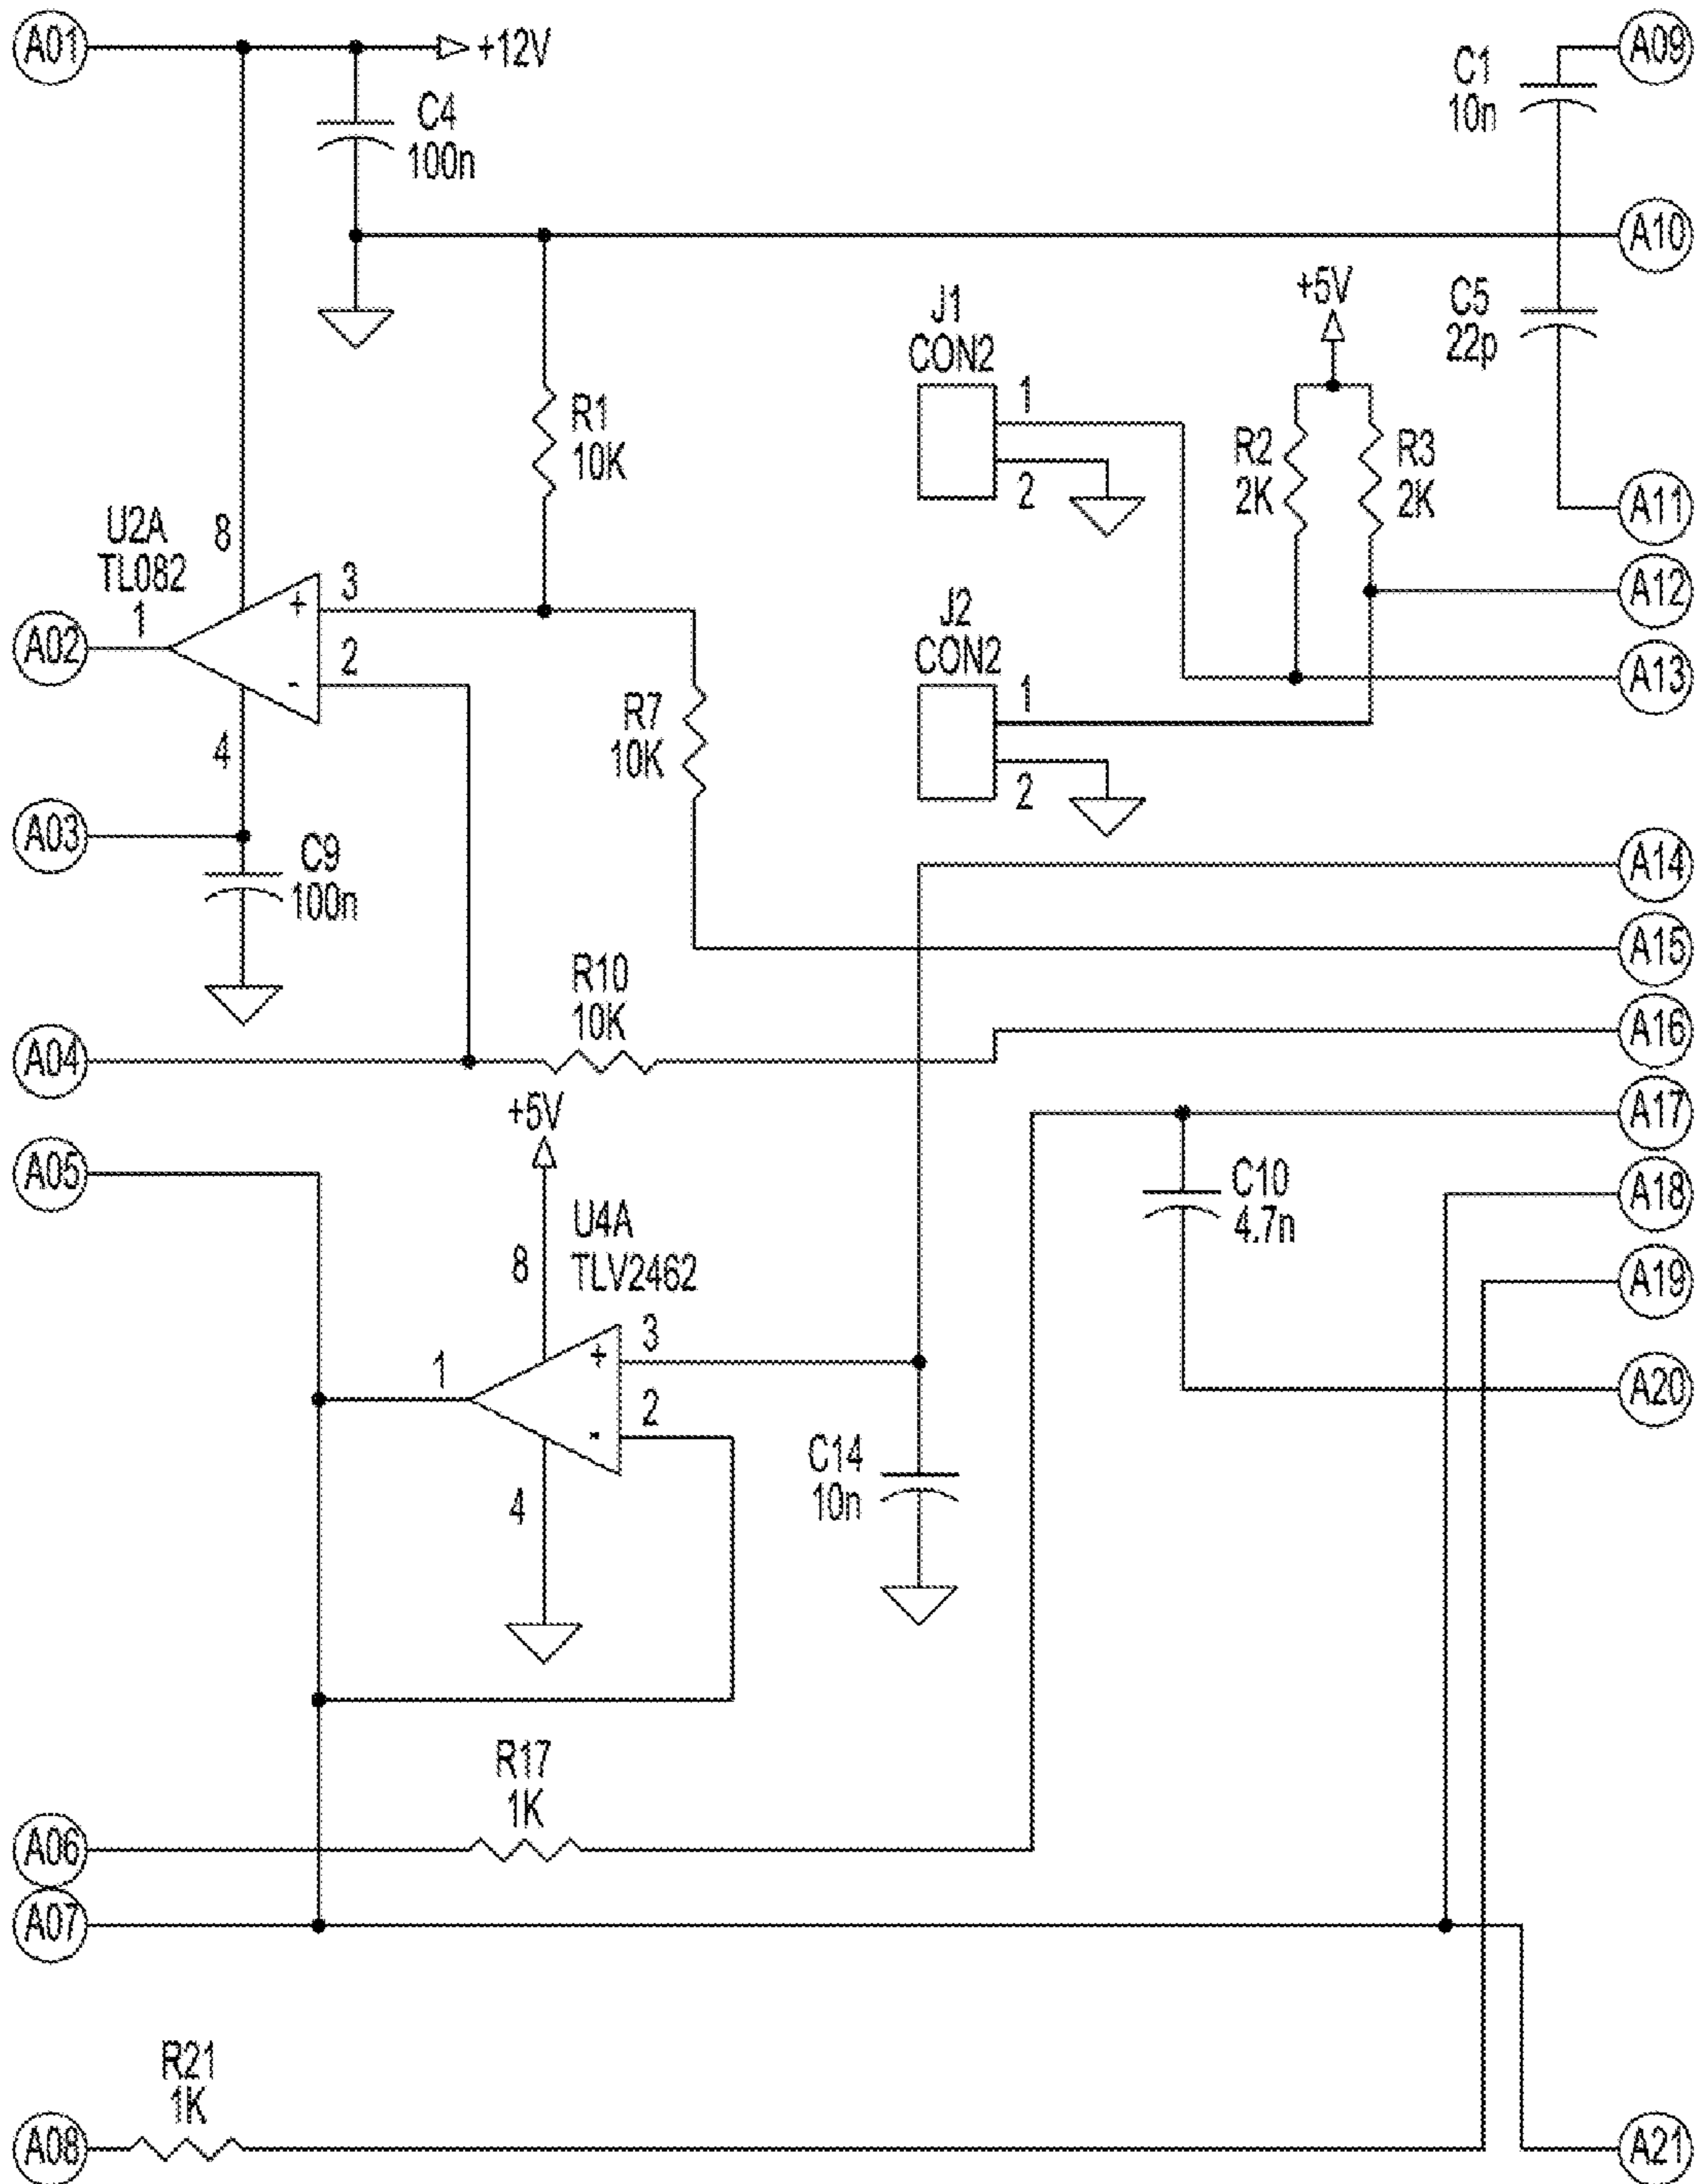 A01
+12V
C4
100n
C1
10n
A09
A10
+5V
C5
22p
J1
CON2
1
2
R1
10K
R2
2K
R3
2K
A11
U2A
TL082
1
8
3
2
+
-
4
A02
J2
CON2
1
2
A12
A13
R7
10K
A03
C9
100n
A14
A15
R10
10K
A04
A16
+5V
A17
A05
C10
4.7n
A18
U4A
TLV2462
8
A19
1
3
2
+
-
4
A20
C14
10n
R17
1K
A06
A07
R21
1K
A08
A21